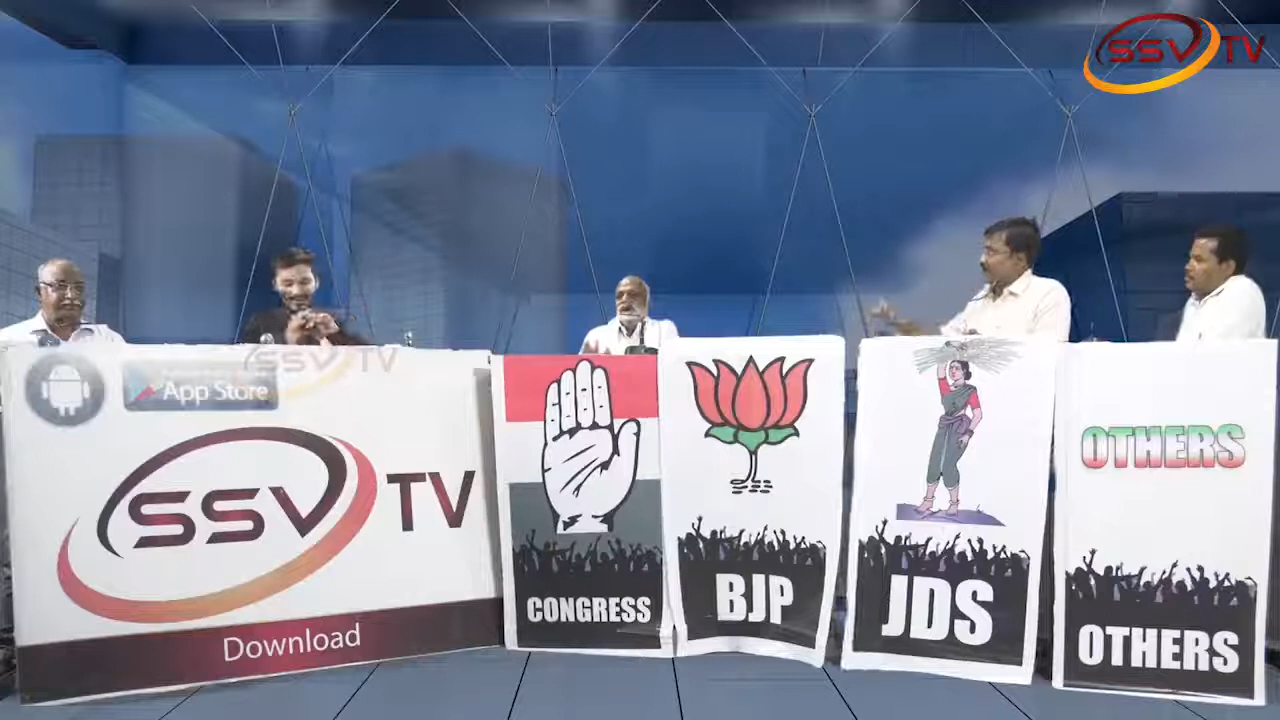 SSV TV
SSV TV
App Store
SSV TV
Download
CONGRESS
BJP
JDS
OTHERS
OTHERS